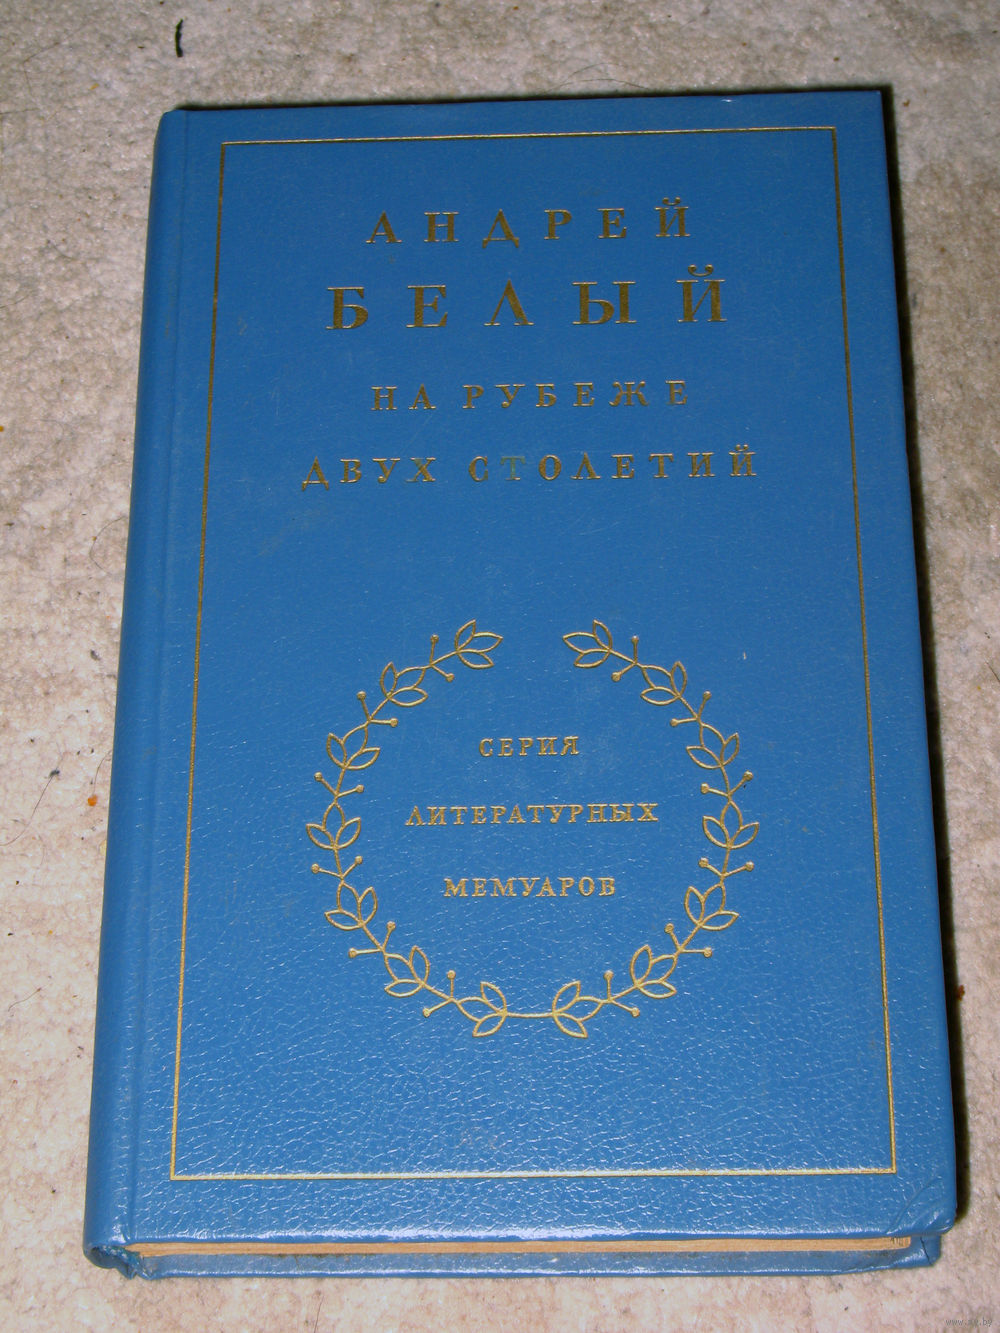 АНДРЕЙ
БЕЛЫЙ
НА РУБЕЖЕ
ДВУХ СТОЛЕТИЙ
СЕРИЯ
ЛИТЕРАТУРНЫХ
МЕМУАРОВ